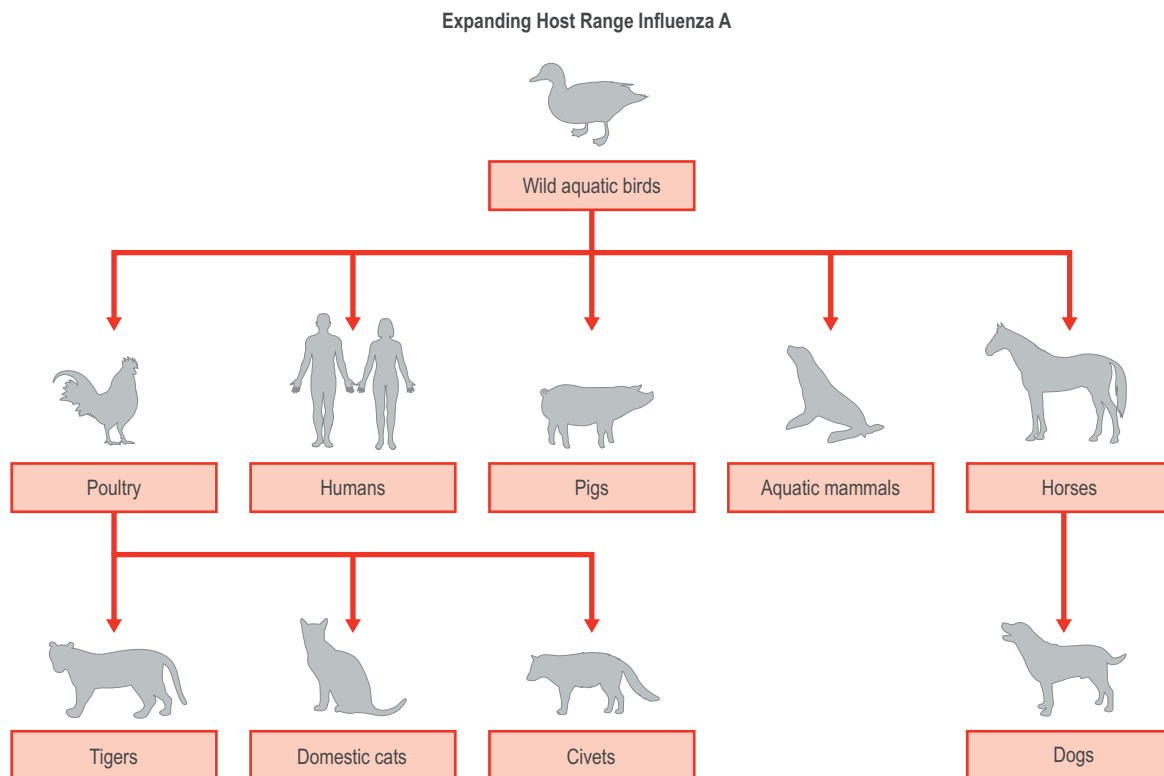 Expanding Host Range Influenza A
Wild aquatic birds
Poultry
Humans
Pigs
Aquatic mammals
Horses
Tigers
Domestic cats
Civets
Dogs